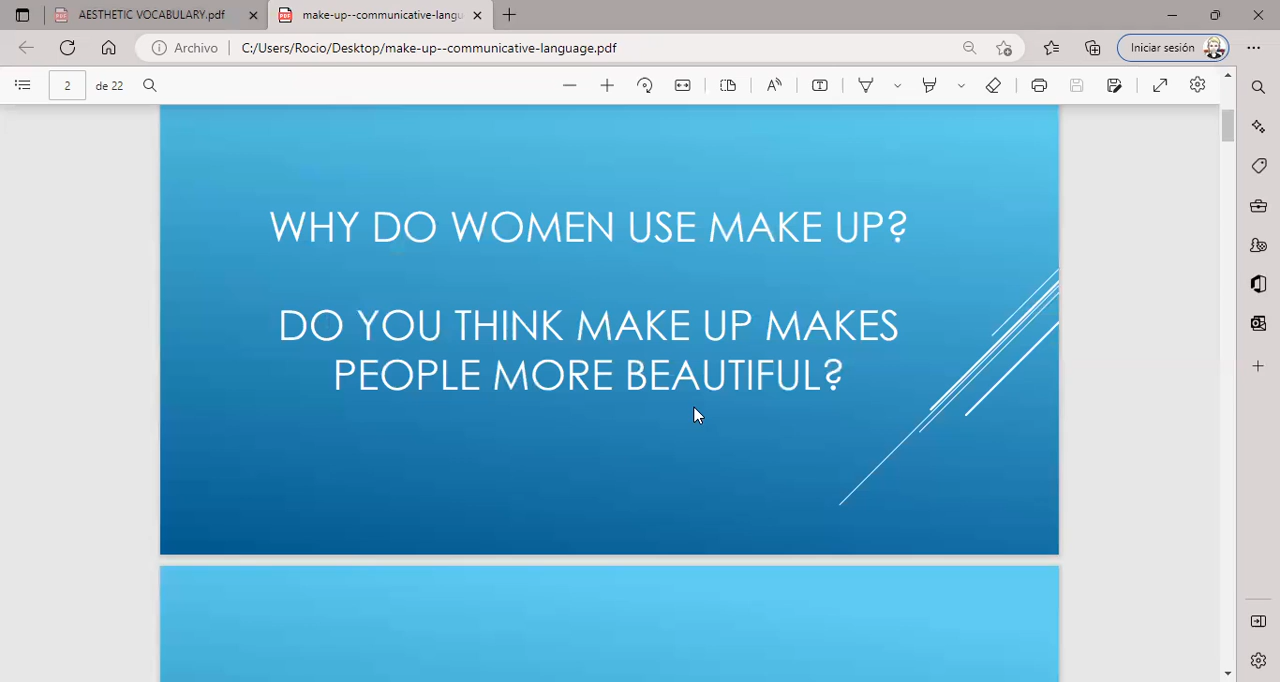 AESTHETIC VOCABULARY.pdf
make-up--communicative-langu
Archivo
C:/Users/Rocio/Desktop/make-up--communicative-language.pdf
Iniciar sesión
2
de 22
WHY DO WOMEN USE MAKE UP?
DO YOU THINK MAKE UP MAKES
PEOPLE MORE BEAUTIFUL?